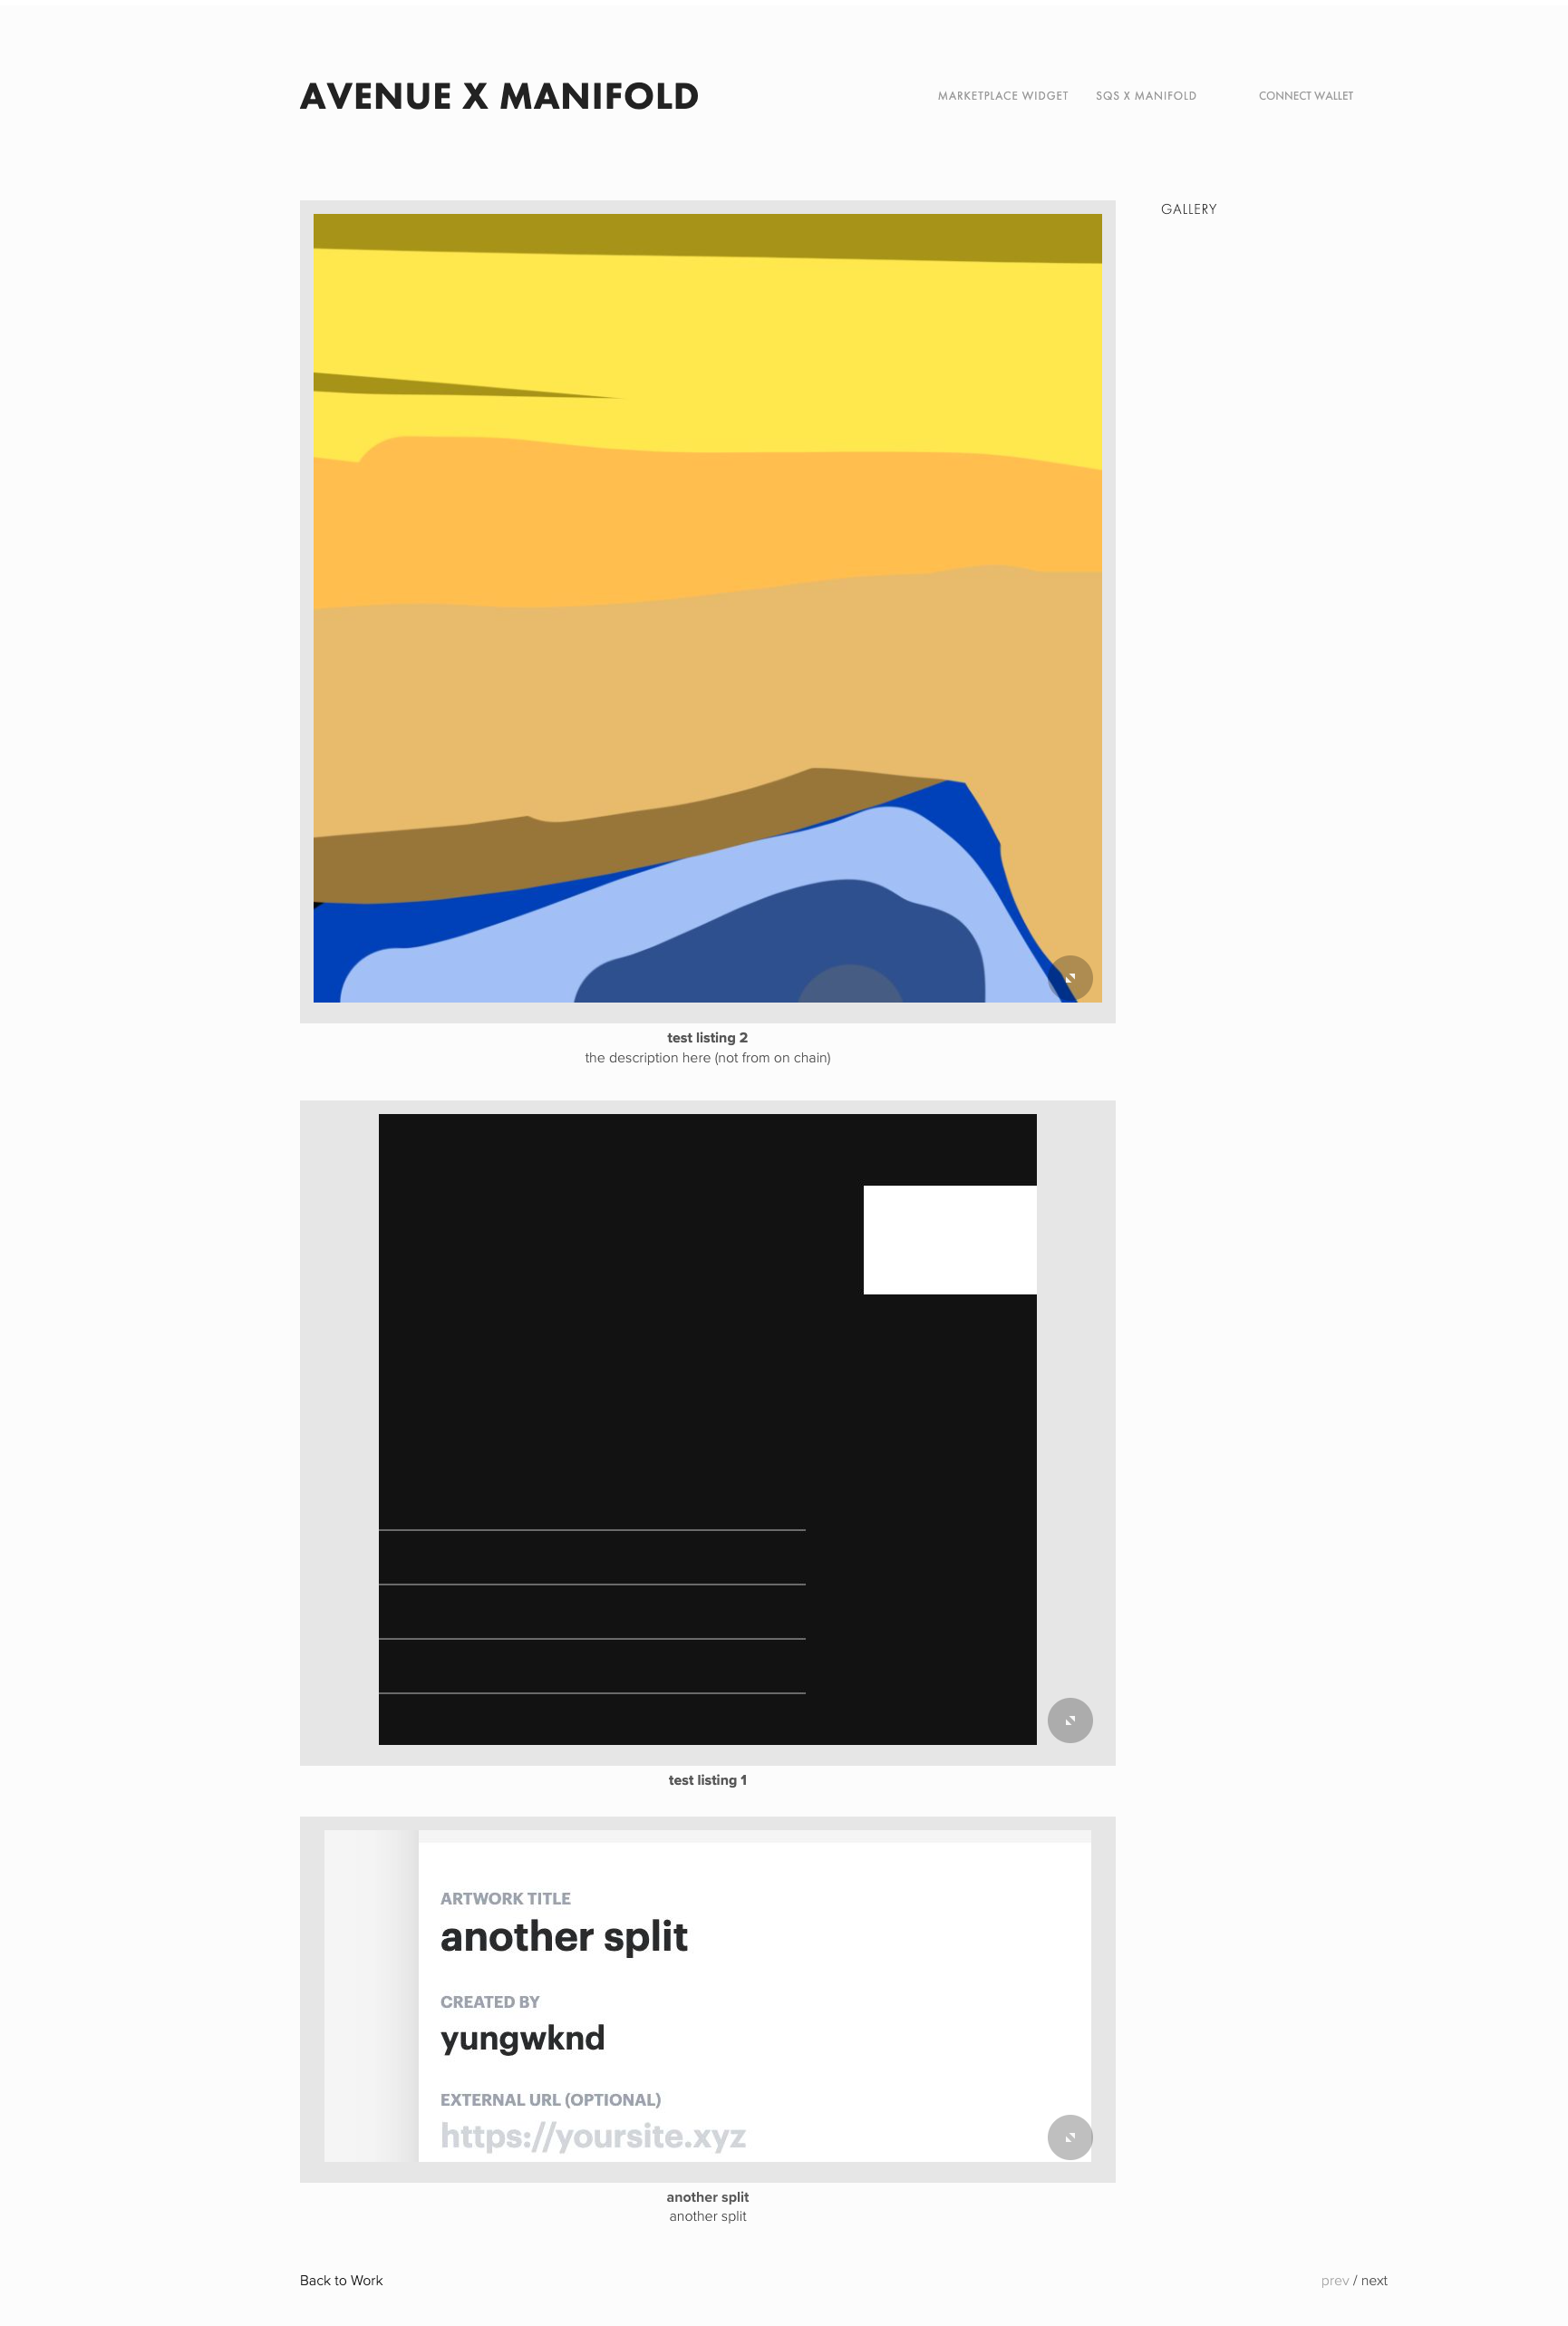 AVENUE X MANIFOLD
MARKETPLACE WIDGET
SQS X MANIFOLD
CONNECT WALLET
GALLERY
test listing 2
the description here (not from on chain)
test listing 1
ARTWORK TITLE
another split
CREATED BY
yungwknd
EXTERNAL URL (OPTIONAL)
https://yoursite.xyz
another split
another split
Back to Work
prev / next